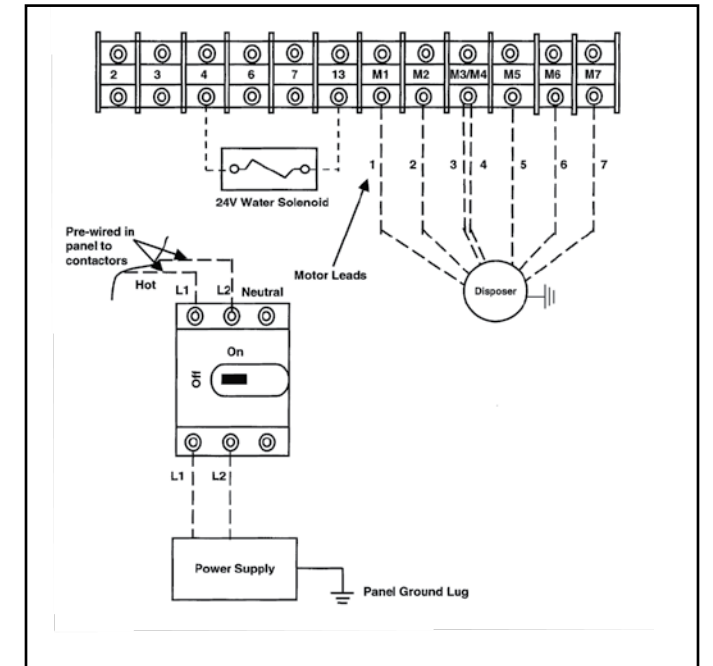 2 3 4 6 7 13 M1 M2 M3/M4 M5 M6 M7
1 2 3 4 5 6 7
24V Water Solenoid
Pre-wired in
panel to
contactors
Motor Leads
Disposer
Hot
L1 L2 Neutral
On
Off
L1 L2
Power Supply
Panel Ground Lug